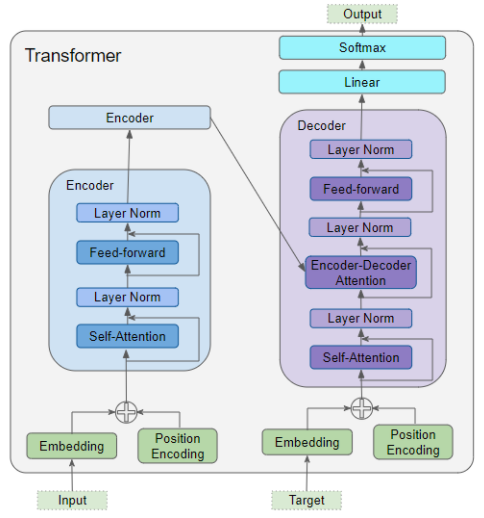 Output
Softmax
Transformer
Linear
Encoder
Decoder
Layer Norm
Encoder
Feed-forward
Layer Norm
Layer Norm
Feed-forward
Encoder-Decoder
Attention
Layer Norm
Layer Norm
Self-Attention
Self-Attention
Embedding
Position
Encoding
Embedding
Position
Encoding
Input
Target